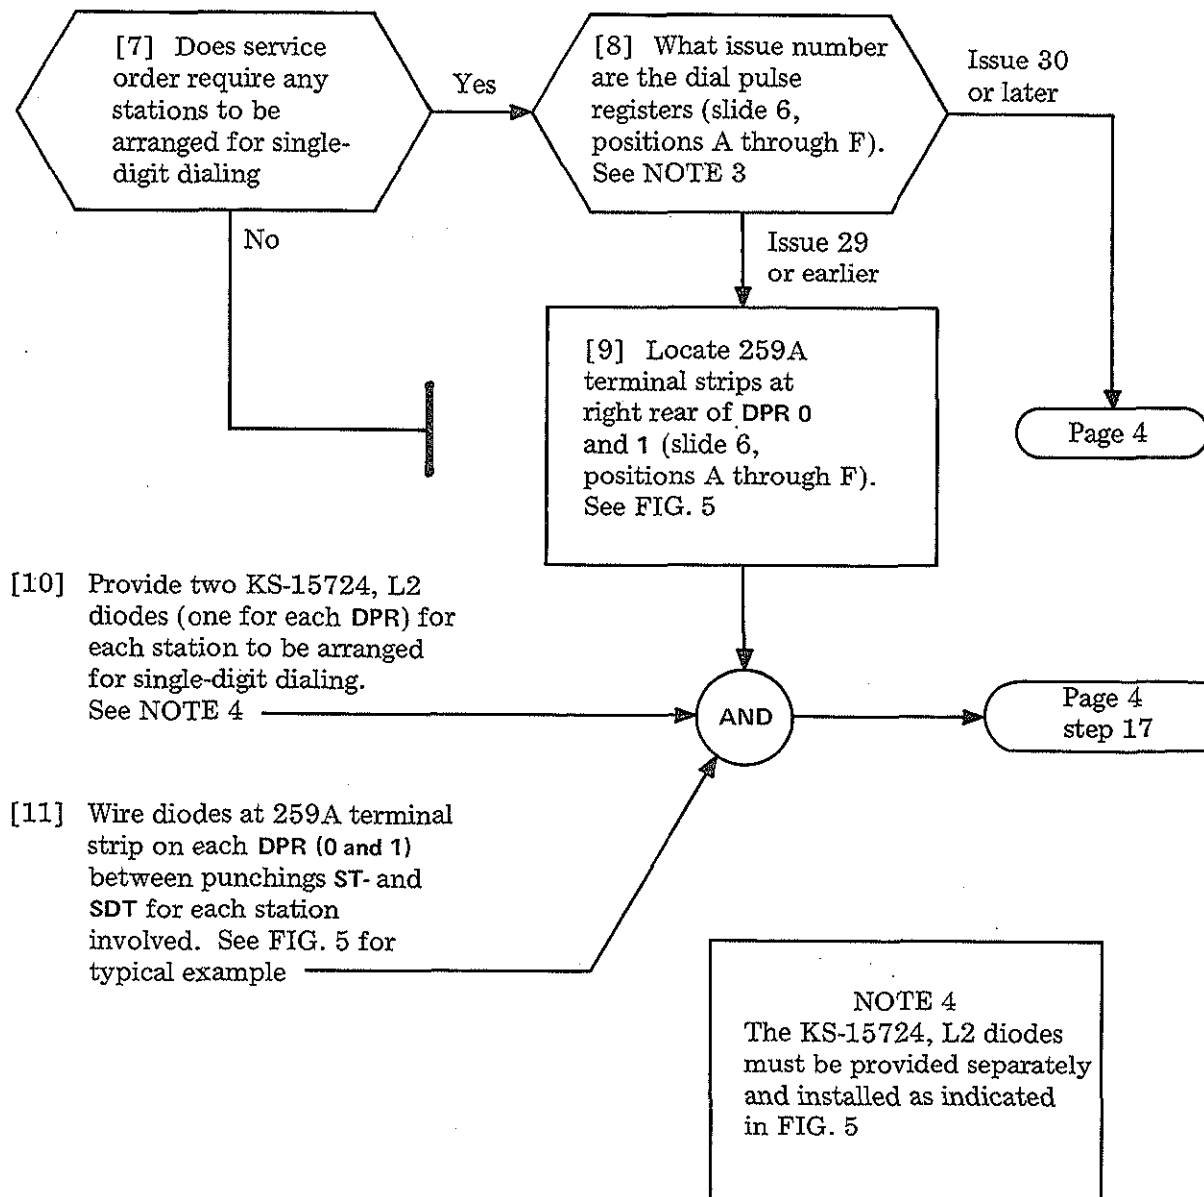 [7] Does service
order require any
stations to be
arranged for single-
digit dialing
Yes
No
[8] What issue number
are the dial pulse
registers (slide 6,
positions A through F).
See NOTE 3
Issue 30
or later
Issue 29
or earlier
[9] Locate 259A
terminal strips at
right rear of DPR 0
and 1 (slide 6,
positions A through F).
See FIG. 5
Page 4
[10] Provide two KS-15724, L2
diodes (one for each DPR) for
each station to be arranged
for single-digit dialing.
See NOTE 4
AND
Page 4
step 17
[11] Wire diodes at 259A terminal
strip on each DPR (0 and 1)
between punchings ST- and
SDT for each station
involved. See FIG. 5 for
typical example
NOTE 4
The KS-15724, L2 diodes
must be provided separately
and installed as indicated
in FIG. 5